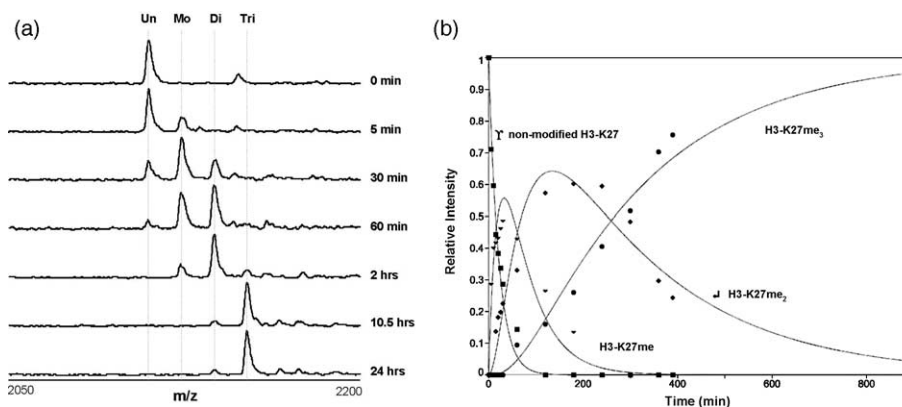 (a)
Un Mo Di Tri
0 min
5 min
30 min
60 min
2 hrs
10.5 hrs
24 hrs
2050 m/z 2200
(b)
1
0.9
0.8
0.7
0.6
0.5
0.4
0.3
0.2
0.1
0
Relative Intensity
non-modified H3-K27
H3-K27me3
H3-K27me2
H3-K27me
0 200 400 600 800
Time (min)